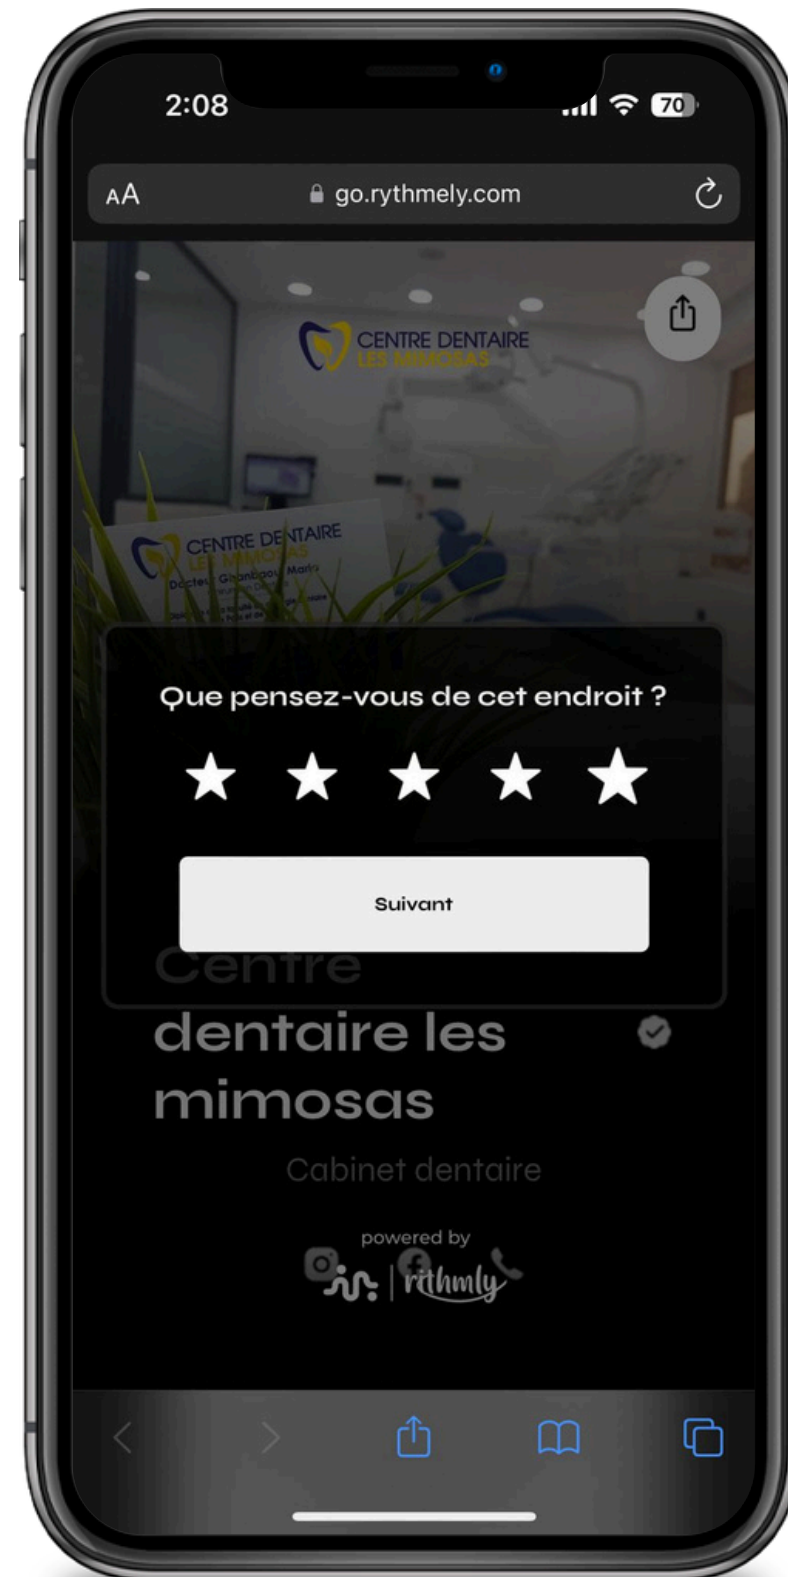 2:08
70
AA
go.rythmely.com
CENTRE DENTAIRE
LES MIMOSAS
CENTRE DENTAIRE
LES MIMOSAS
Docteur
Que pensez-vous de cet endroit ?
Suivant
Centre
dentaire les
mimosas
Cabinet dentaire
powered by
rithmly